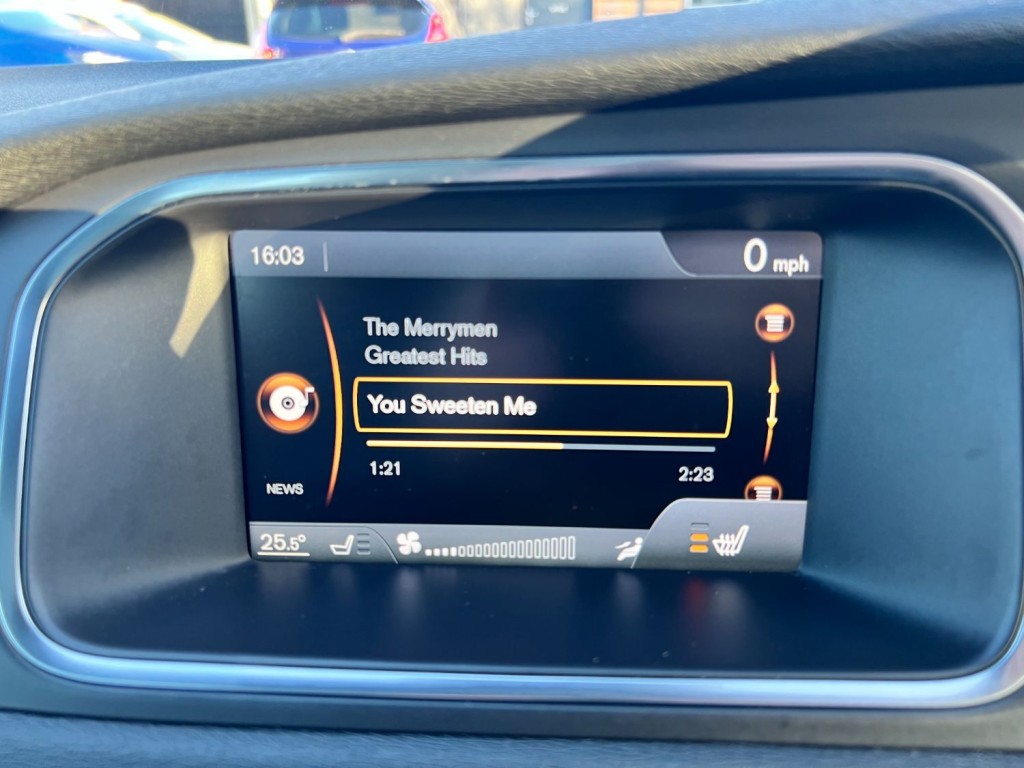 16:03
0 mph
The Merrymen
Greatest Hits
You Sweeten Me
1:21
2:23
NEWS
25.5°